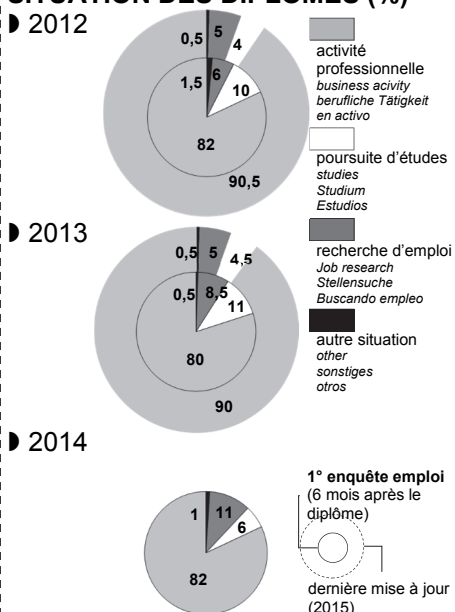 SITUATION DES DIPLÔMÉS (%)
2012
0,5
5
4
1,5
6
10
82
90,5
activité
professionnelle
business acivity
berufliche Tätigkeit
en activo
poursuite d'études
studies
Studium
Estudios
2013
0,5
5
4,5
0,5
8,5
11
80
90
recherche d'emploi
Job research
Stellensuche
Buscando empleo
autre situation
other
sonstiges
otros
2014
1
11
6
82
1° enquête emploi
(6 mois après le
diplôme)
dernière mise à jour
(2015)